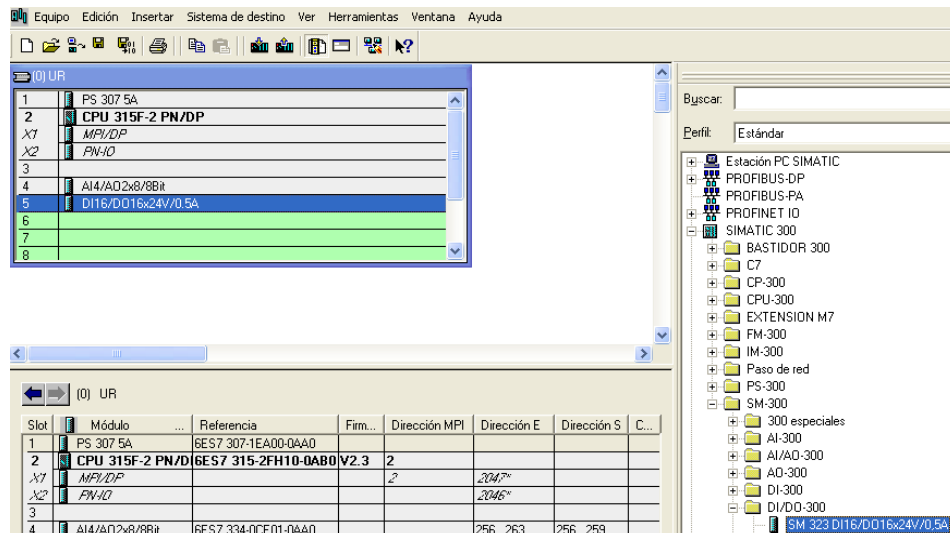 Equipo Edición Insertar Sistema de destino Ver Herramientas Ventana Ayuda
(0) UR
1 PS 307 5A
2 CPU 315F-2 PN/DP
X1 MPI/DP
X2 PN-IO
3
4 AI4/AO2x8/8Bit
5 DI16/DO16x24V/0.5A
6
7
8
(0) UR
Slot Módulo ... Referencia Firm... Dirección MPI Dirección E Dirección S C...
1 PS 307 5A 6ES7 307-1EA00-0AA0
2 CPU 315F-2 PN/D 6ES7 315-2FH10-0AB0 V2.3 2
X1 MPI/DP 2 2047*
X2 PN-IO 2046*
3
4 AI4/AO2x8/8Bit 6ES7 334-0CE01-0AA0 256...263 256...259
Buscar:
Perfil: Estándar
Estación PC SIMATIC
PROFIBUS-DP
PROFIBUS-PA
PROFINET IO
SIMATIC 300
BASTIDOR 300
C7
CP-300
CPU-300
EXTENSION M7
FM-300
IM-300
Paso de red
PS-300
SM-300
300 especiales
AI-300
AI/AO-300
AO-300
DI-300
DI/DO-300
SM 323 DI16/DO16x24V/0,5A